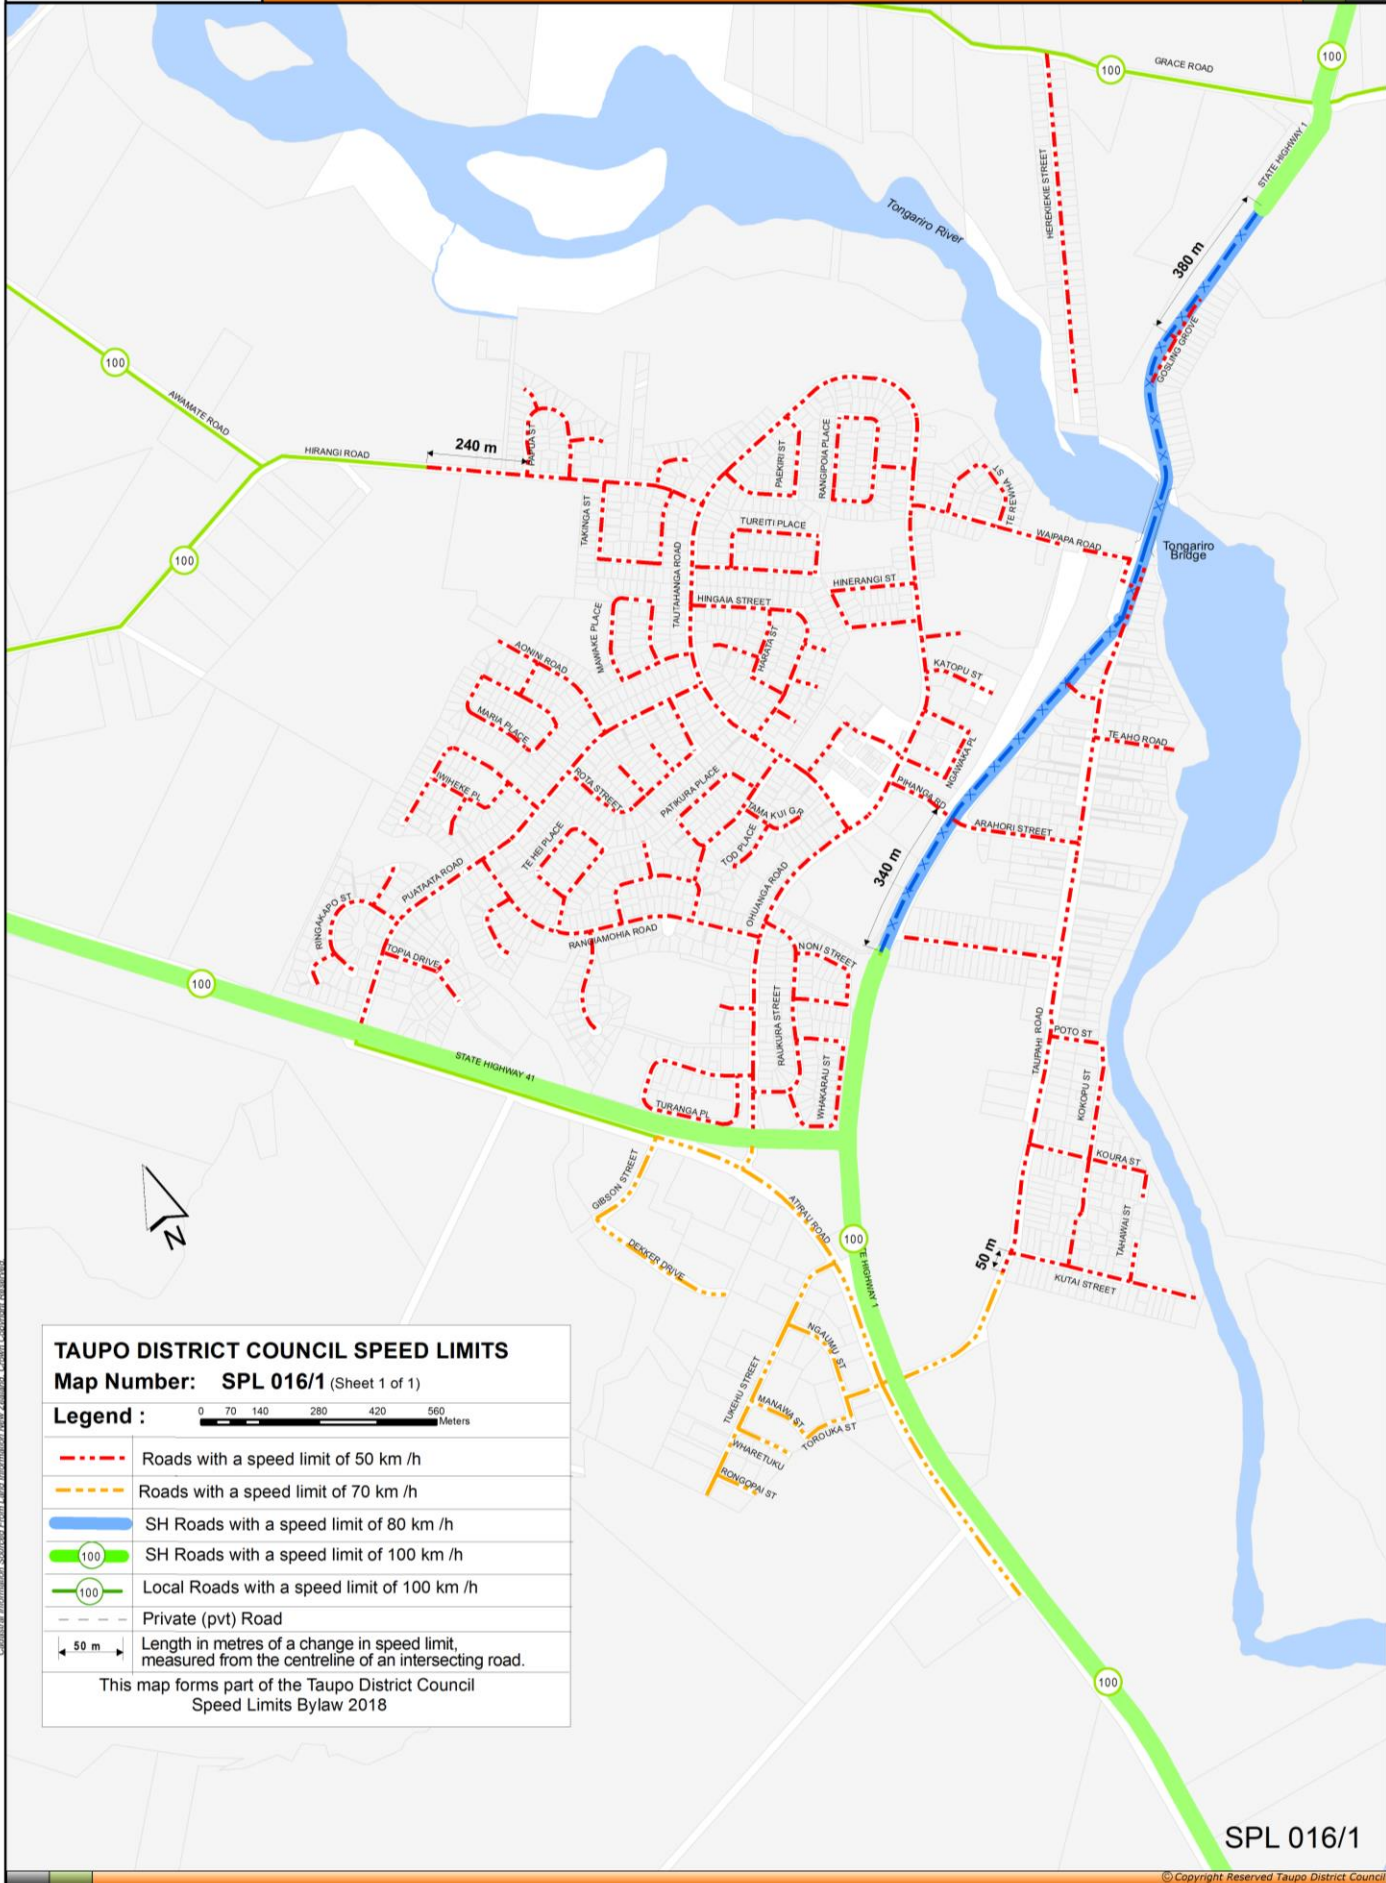 GRACE ROAD
100
100
STATE HIGHWAY 1
HEREKIEKIE STREET
Tongariro River
380 m
GOSLING GROVE
100
AWAMATE ROAD
HIRANGI ROAD
240 m
PAPUA ST
PAEKIRI ST
RANGIPOIA PLACE
TE REWHA ST
TAKINGA ST
TUREITI PLACE
WAIPAPA ROAD
Tongariro
Bridge
100
TAUTAHANGA ROAD
HINERANGI ST
HINGAIA STREET
MAWAKE PLACE
AONINI ROAD
HARATA ST
KATOPU ST
MARIA PLACE
TE AHO ROAD
NGAWAKA PL
IWIHEKE PL
ROTA STREET
PATIKURA PLACE
PIHANGA RD
TAMA KUI GR
ARAHORI STREET
TE HEI PLACE
TOD PLACE
340 m
PUATAATA ROAD
OHUANGA ROAD
RINGAKAPO ST
RANGIAMOHIA ROAD
TOPIA DRIVE
NONI STREET
100
RAUKURA STREET
TAUPAHI ROAD
POTO ST
STATE HIGHWAY 41
WHAKARAU ST
KOKOPU ST
TURANGA PL
KOURA ST
GIBSON STREET
ATIRAU ROAD
TAHAWAI ST
100
TE HIGHWAY 1
50 m
DEKKER DRIVE
KUTAI STREET
N
NGAUMU ST
TUKEHU STREET
MANAWA ST
TOROUKA ST
WHARETUKU
RONGOPAI ST
100
TAUPO DISTRICT COUNCIL SPEED LIMITS
Map Number: SPL 016/1 (Sheet 1 of 1)
Legend : 0 70 140 280 420 560 Meters
Roads with a speed limit of 50 km /h
Roads with a speed limit of 70 km /h
SH Roads with a speed limit of 80 km /h
100 SH Roads with a speed limit of 100 km /h
100 Local Roads with a speed limit of 100 km /h
Private (pvt) Road
50 m Length in metres of a change in speed limit,
measured from the centreline of an intersecting road.
This map forms part of the Taupo District Council
Speed Limits Bylaw 2018
SPL 016/1
© Copyright Reserved Taupo District Council